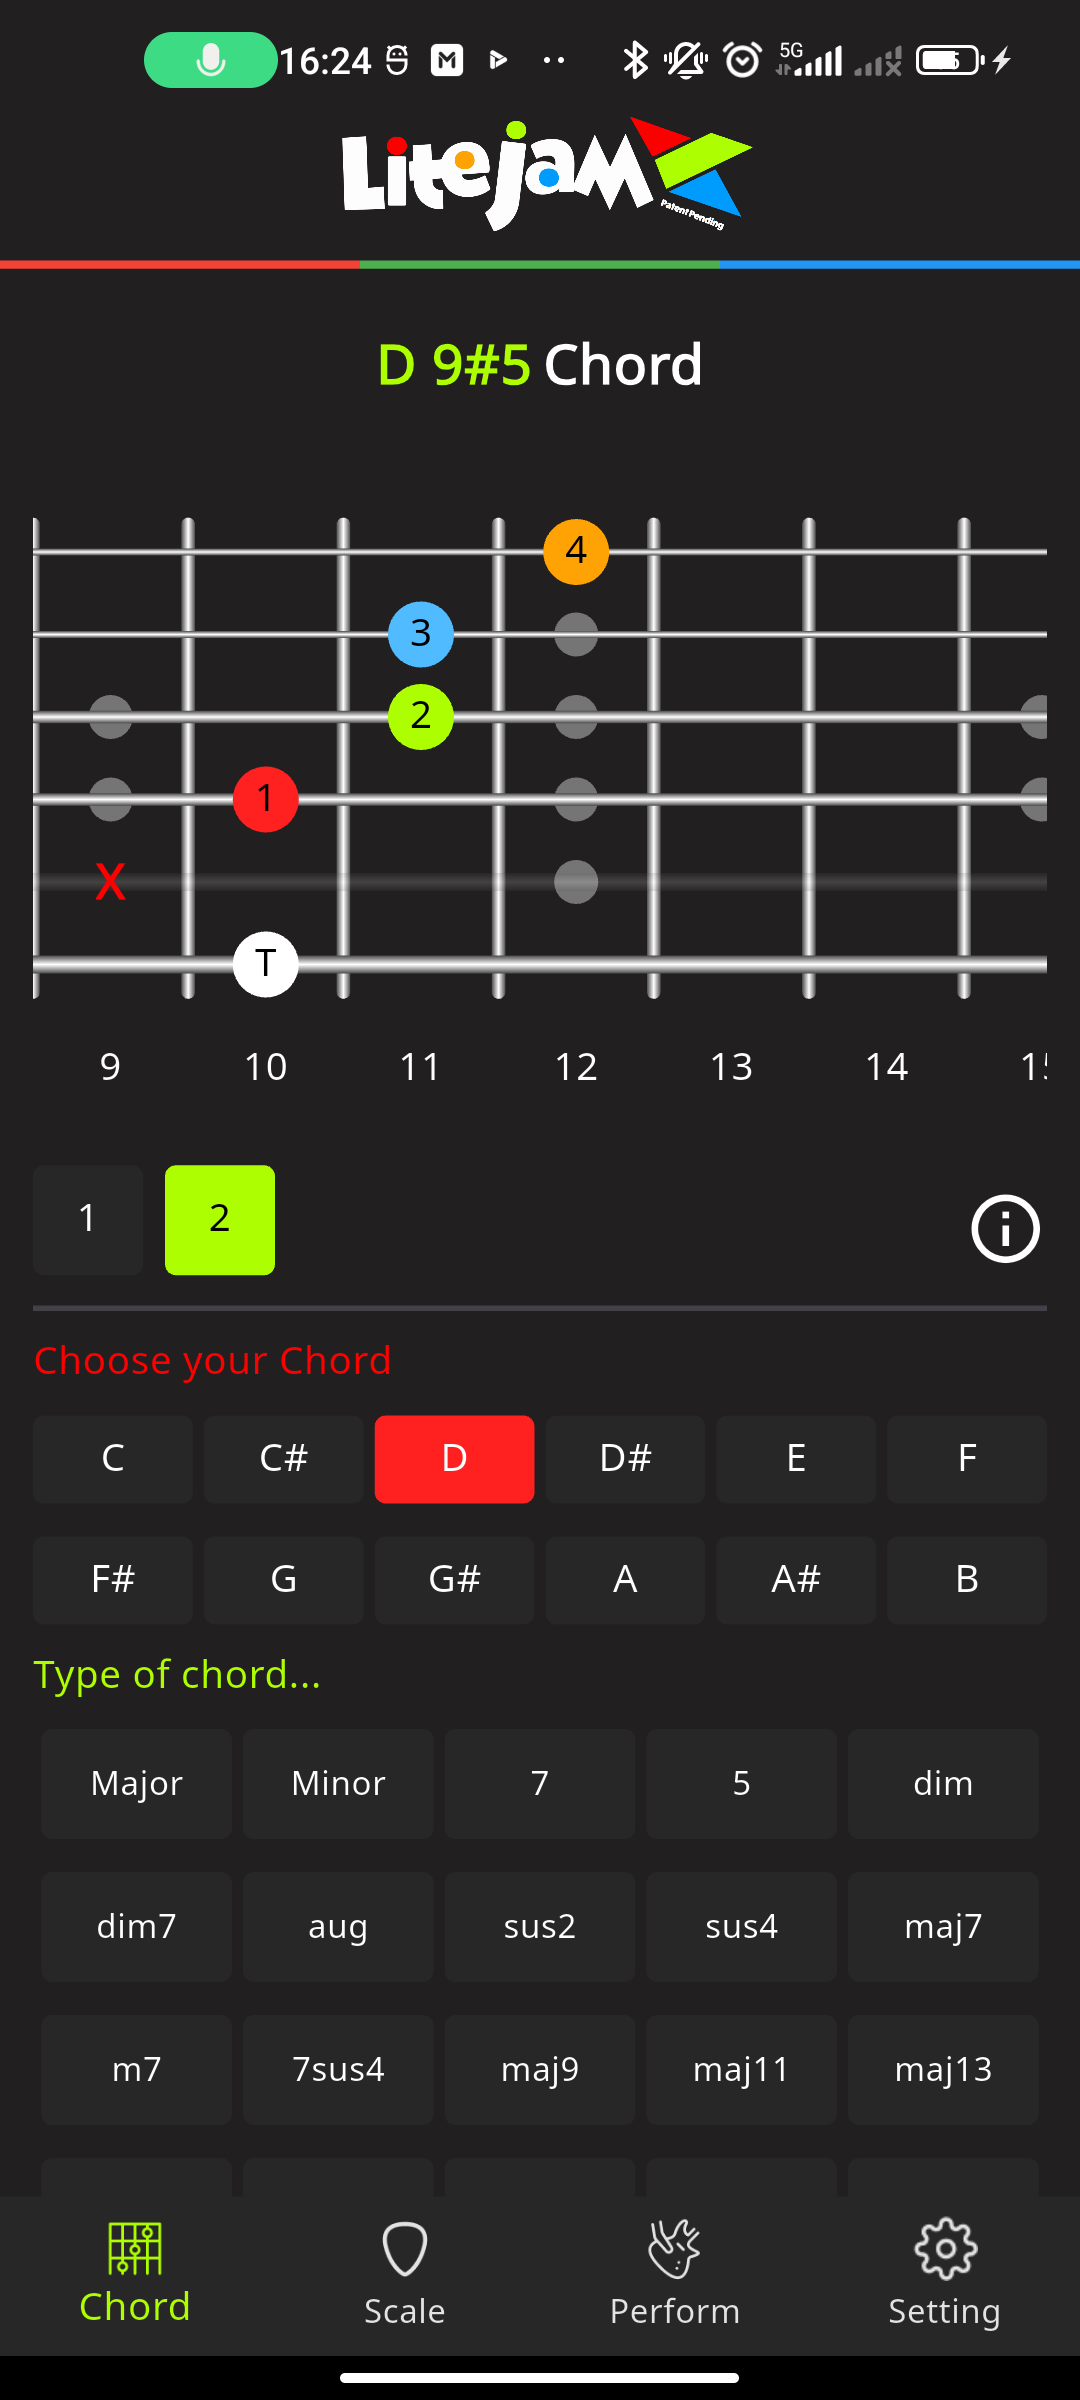 16:24 5G
Litejam
Patent Pending
D 9#5 Chord
4
3
2
1
X
T
9 10 11 12 13 14
1 2
Choose your Chord
C C# D D# E F
F# G G# A A# B
Type of chord...
Major Minor 7 5 dim
dim7 aug sus2 sus4 maj7
m7 7sus4 maj9 maj11 maj13
Chord Scale Perform Setting